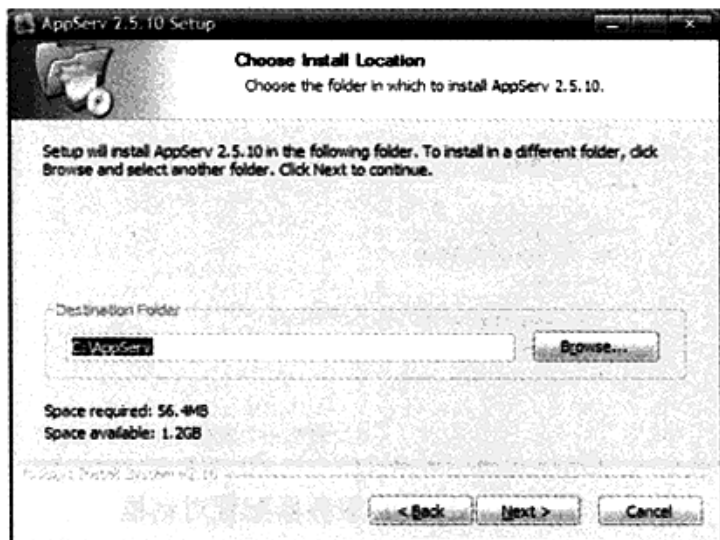 AppServ 2.5.10 Setup
Choose Install Location
Choose the folder in which to install AppServ 2.5.10.
Setup will install AppServ 2.5.10 in the following folder. To install in a different folder, click
Browse and select another folder. Click Next to continue.
Destination Folder
C:\AppServ
Browse...
Space required: 56.4MB
Space available: 1.2GB
< Back
Next >
Cancel